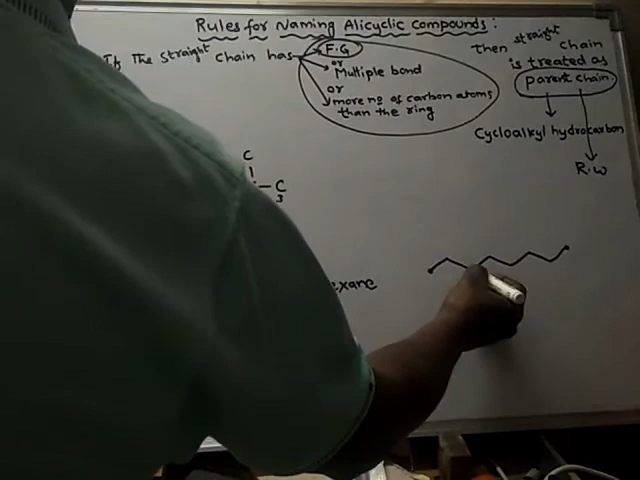 Rules for Naming Alicyclic Compounds :
If The straight chain has F.G
or
Multiple bond
or
more no of carbon atoms
than the ring
then straight
chain
is treated as
parent chain
Cycloalkyl hydrocarbon
R.W
C
C
3
exane